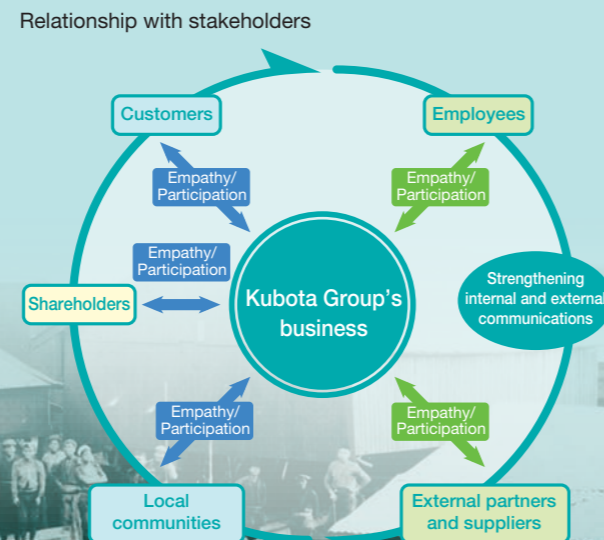 Relationship with stakeholders
Customers
Employees
Empathy/
Participation
Empathy/
Participation
Empathy/
Participation
Shareholders
Kubota Group's
business
Strengthening
internal and external
communications
Empathy/
Participation
Empathy/
Participation
Local
communities
External partners
and suppliers